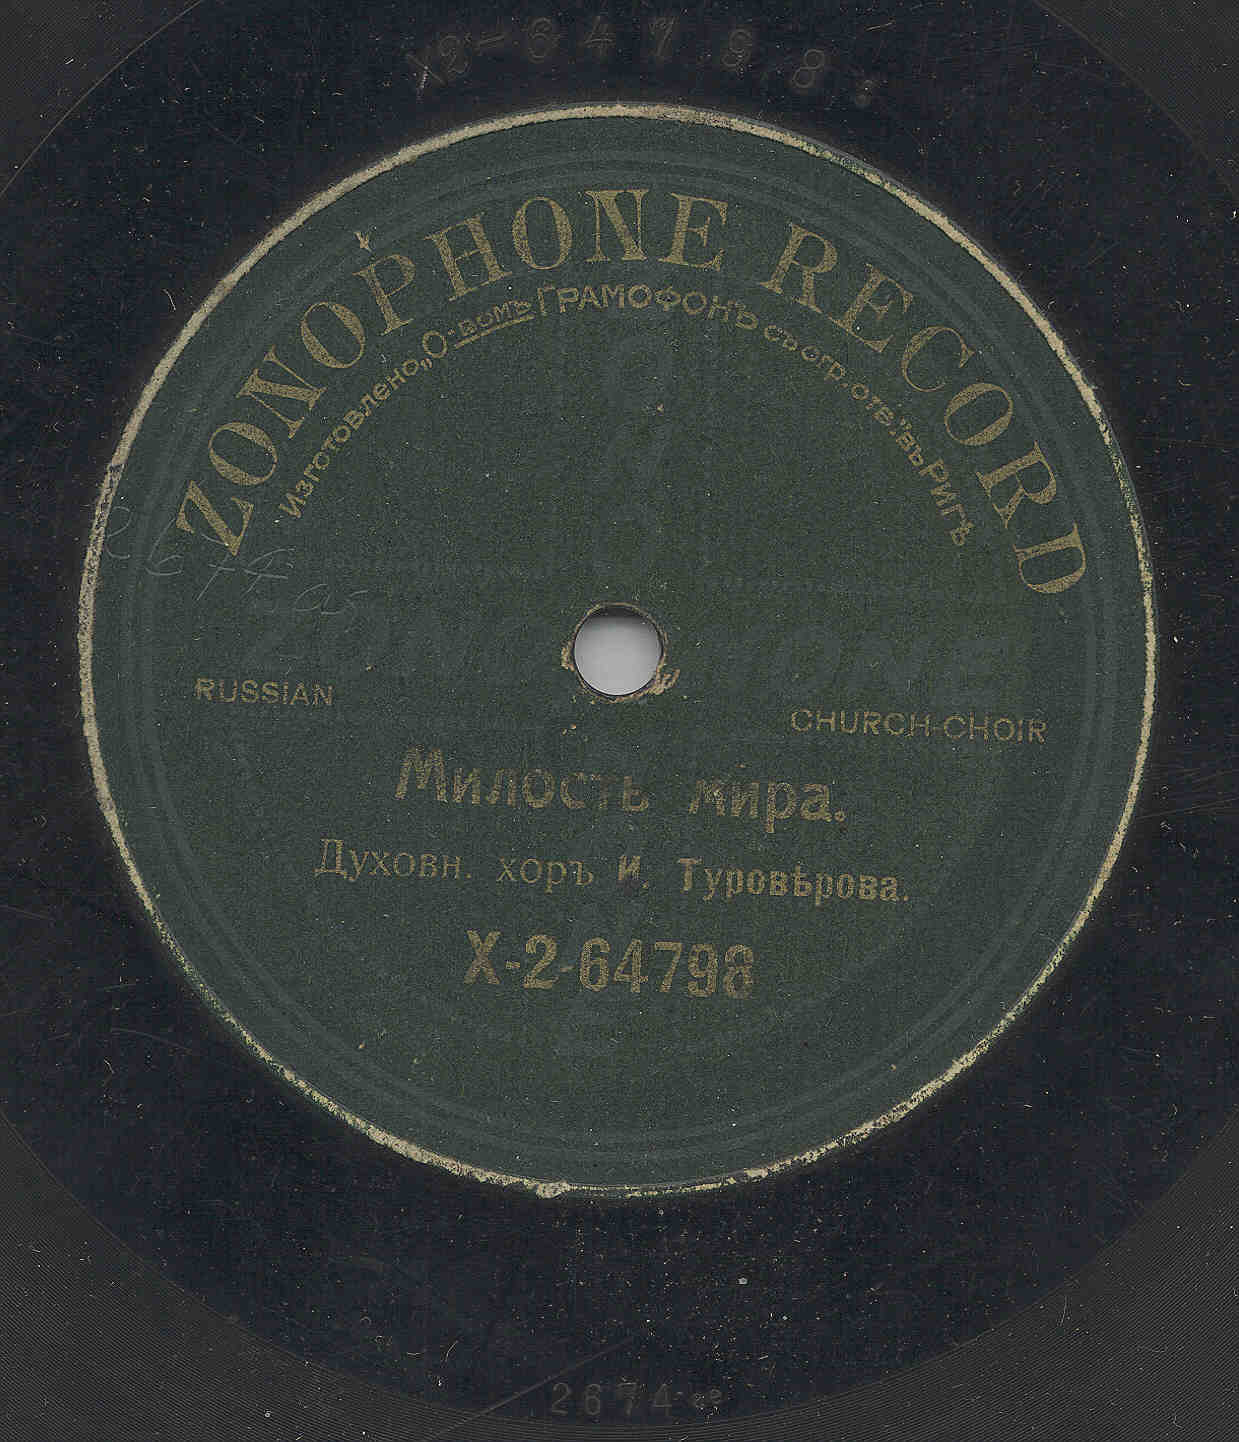 X2-64798
ZONOPHONE RECORD
Изготовлено „О-вомъ Грамофонъ съ огр. отв.“ въ Ригѣ
RUSSIAN
CHURCH-CHOIR
Милость мира.
Духовн. хоръ И. Туровѣрова.
X-2-64798
2674